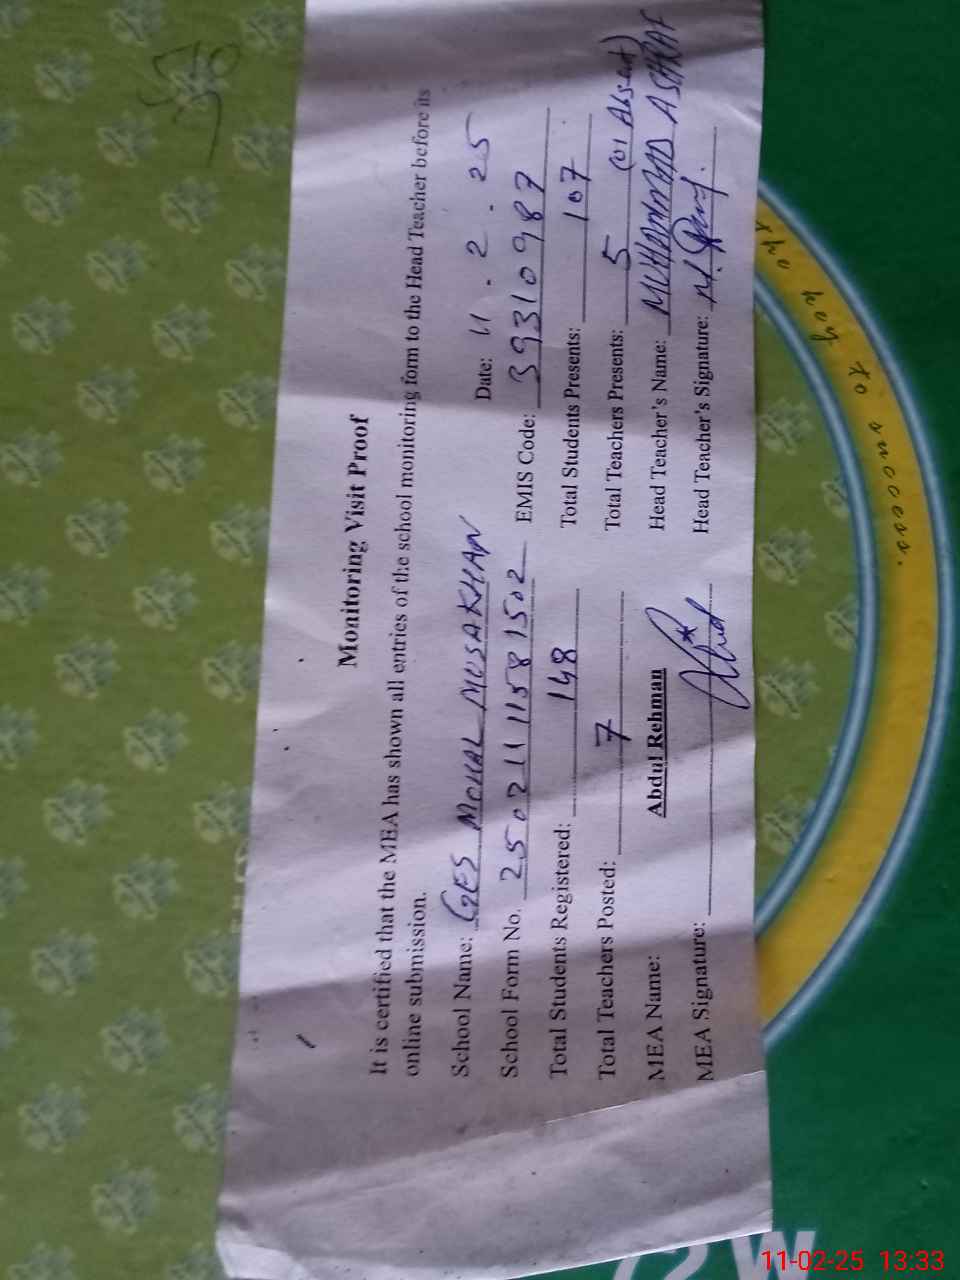 Monitoring Visit Proof
It is certified that the MEA has shown all entries of the school monitoring form to the Head Teacher before its
online submission.
Date: 11 . 2 . 25
School Name: GES MOHAL MUSAKHAN
School Form No. 2502111581502 EMIS Code: 39310987
Total Students Registered: 148 Total Students Presents: 107
Total Teachers Posted: 7 Total Teachers Presents: 5 (01 Absent)
MEA Name: Abdul Rehman Head Teacher's Name: MUHAMMAD ASHRAF
MEA Signature: Head Teacher's Signature:
success of hay
11-02-25 13:33